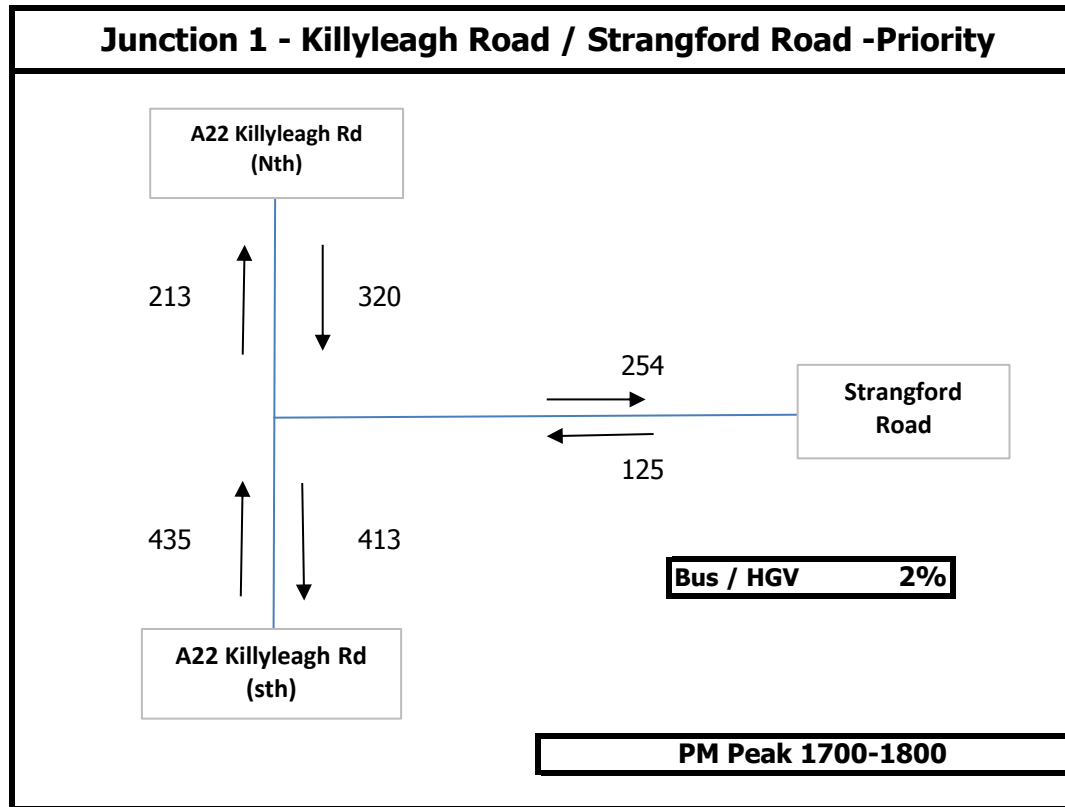 Junction 1 - Killyleagh Road / Strangford Road -Priority
A22 Killyleagh Rd
(Nth)
213
320
254
Strangford
Road
125
435
413
Bus / HGV 2%
A22 Killyleagh Rd
(sth)
PM Peak 1700-1800